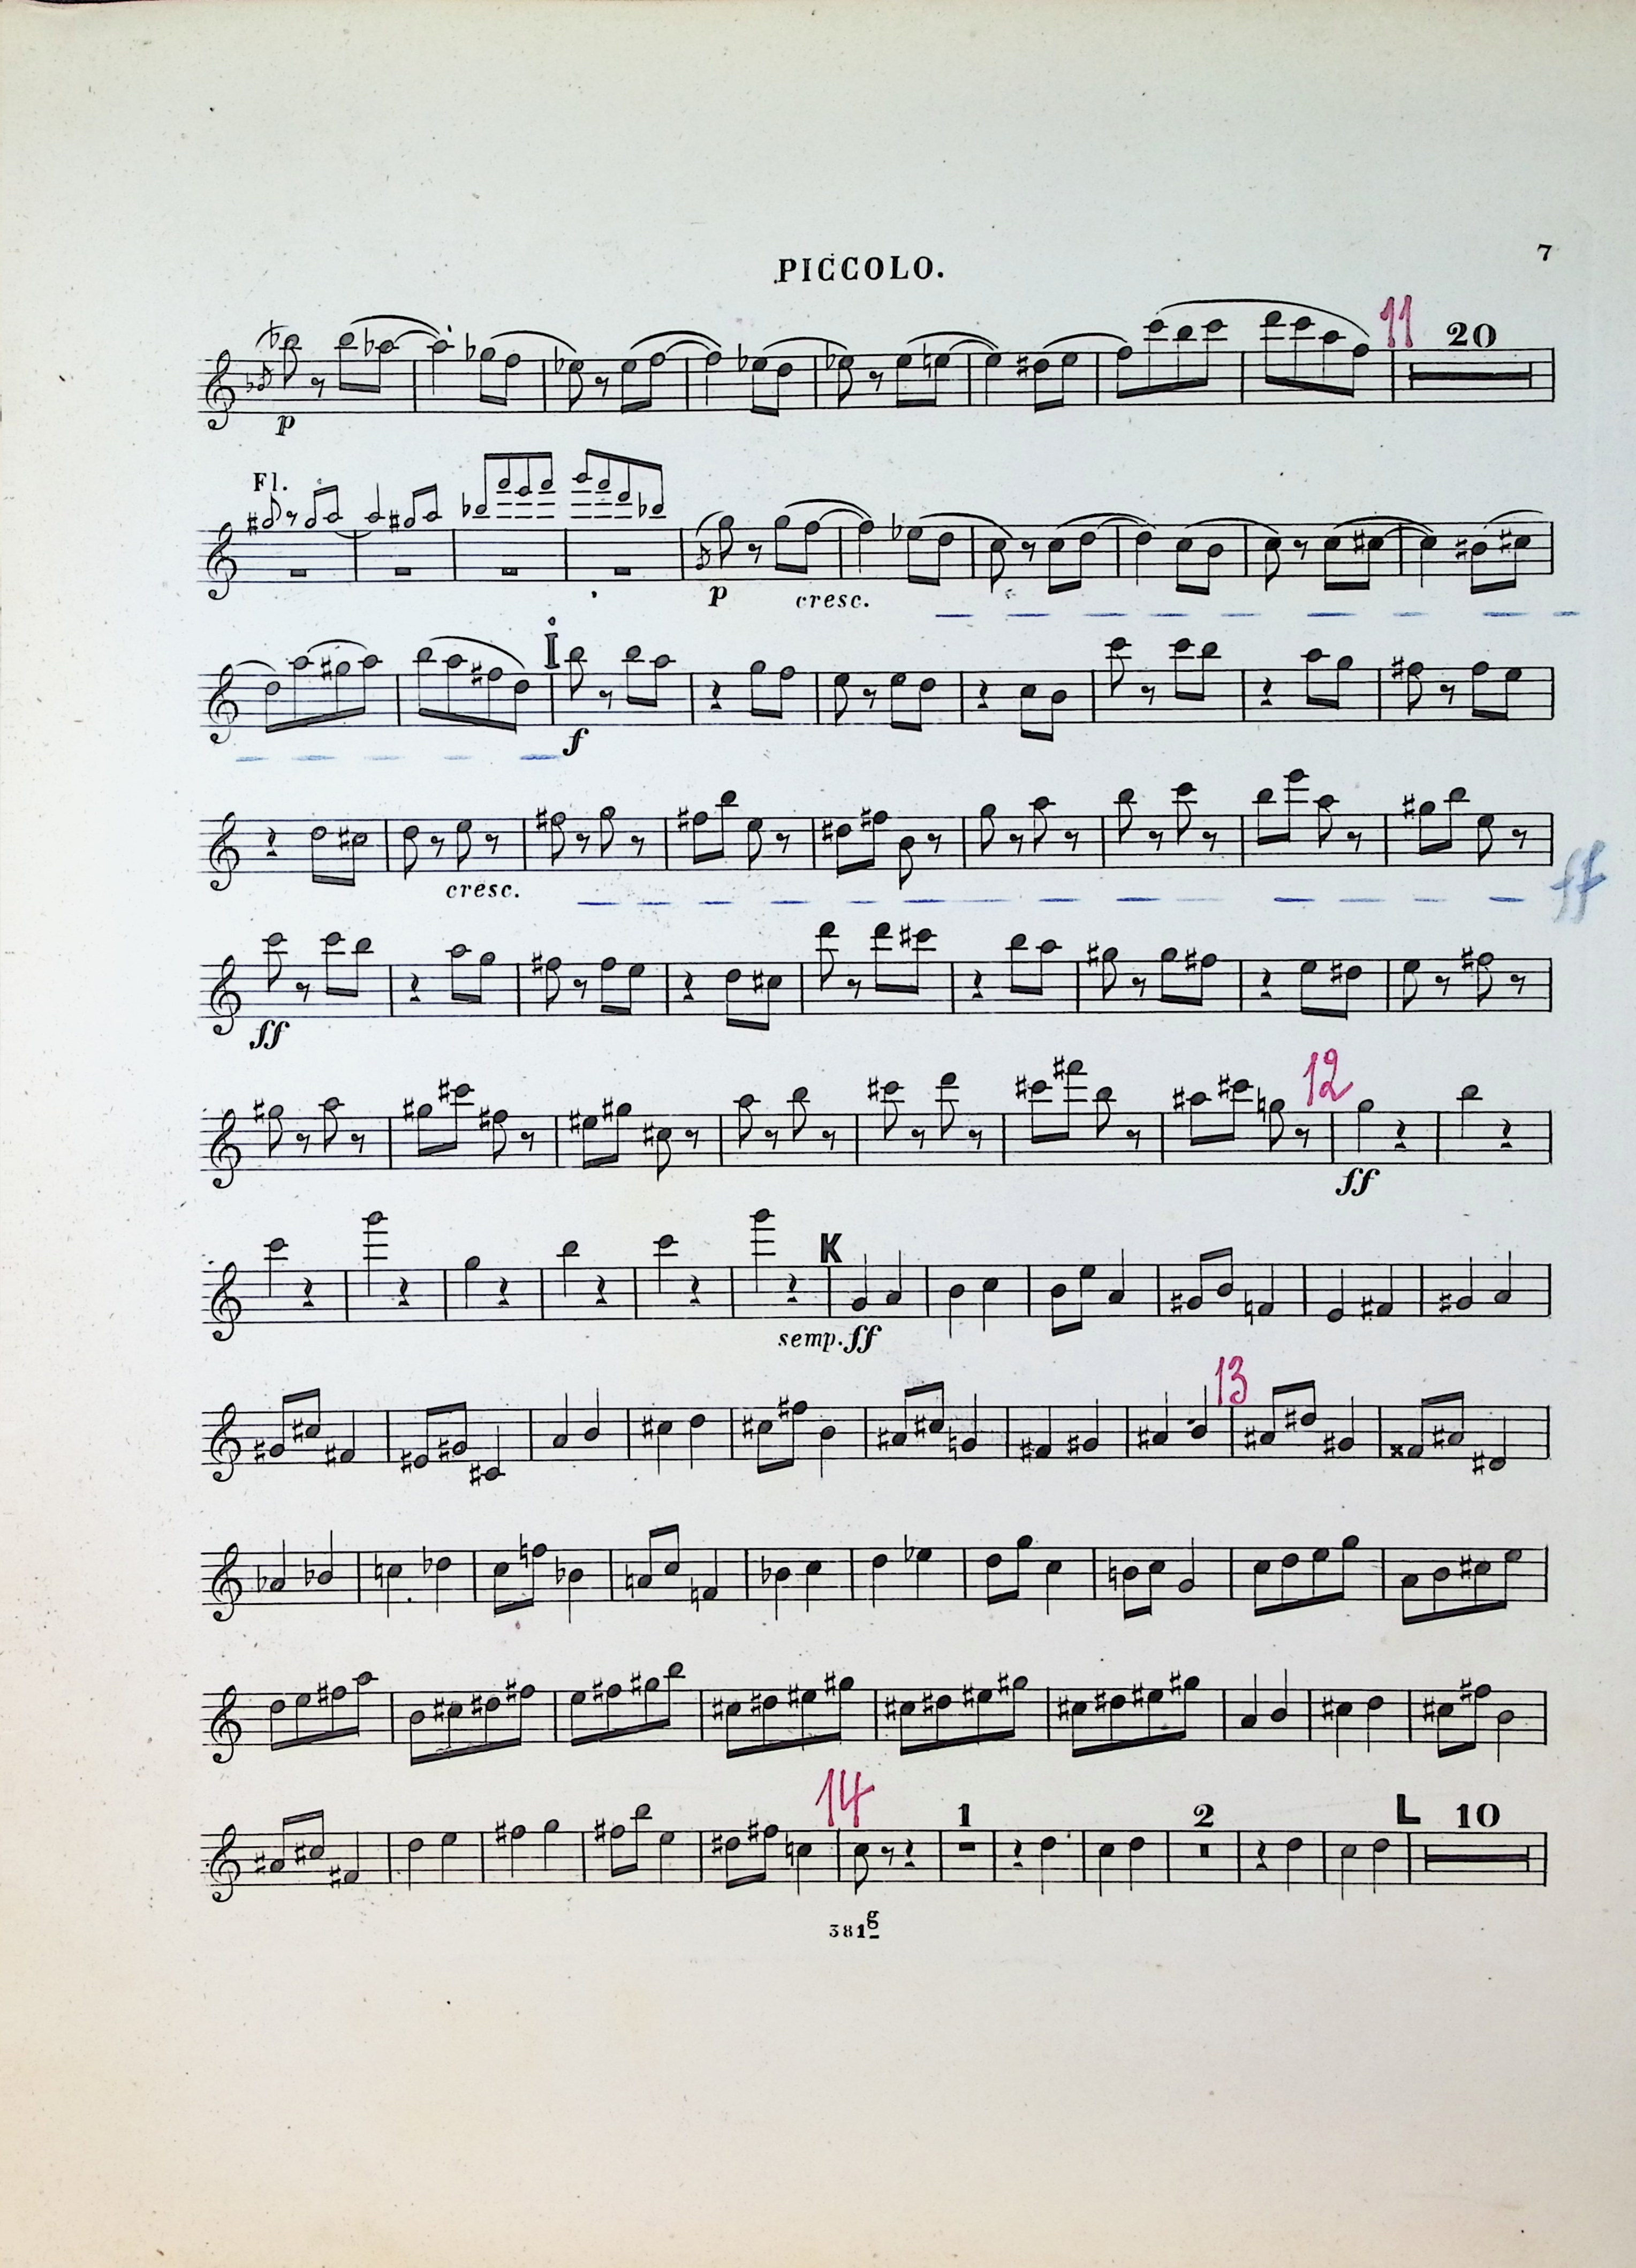 7
PICCOLO.
11 20
p
Fl.
p cresc.
I
f
cresc.
ff
ff
12
ff
K
semp. ff
13
14 1 2 L 10
381g